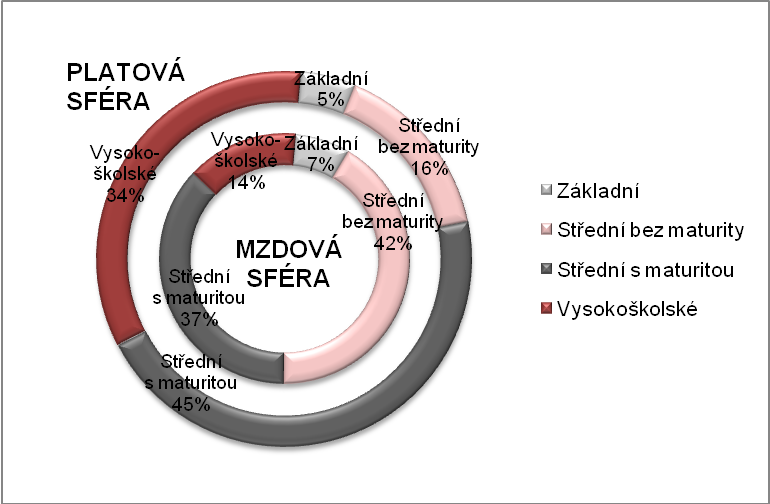 PLATOVÁ
SFÉRA
Základní
5%
Střední
bez maturity
16%
Vysoko-
školské
34%
Střední
s maturitou
45%
Vysoko-
školské
14%
Základní
7%
Střední
bez maturity
42%
MZDOVÁ
SFÉRA
Střední
s maturitou
37%
Základní
Střední bez maturity
Střední s maturitou
Vysokoškolské